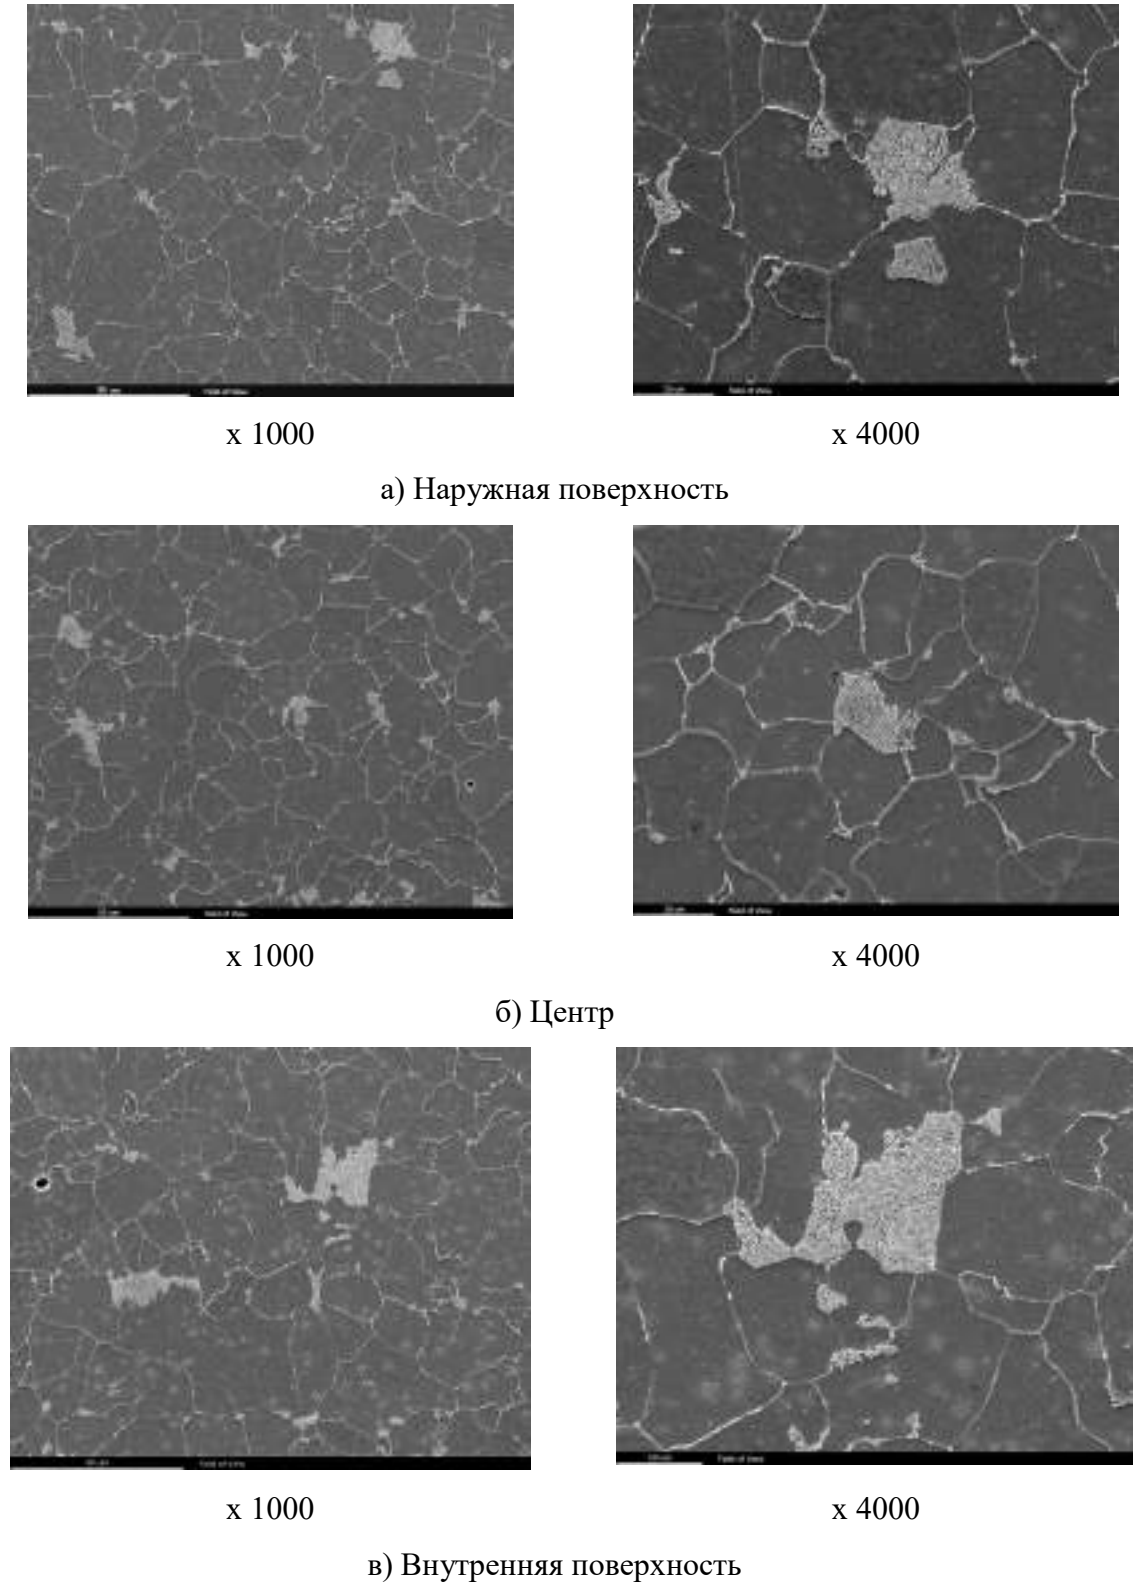 х 1000 х 4000
а) Наружная поверхность
х 1000 х 4000
б) Центр
х 1000 х 4000
в) Внутренняя поверхность